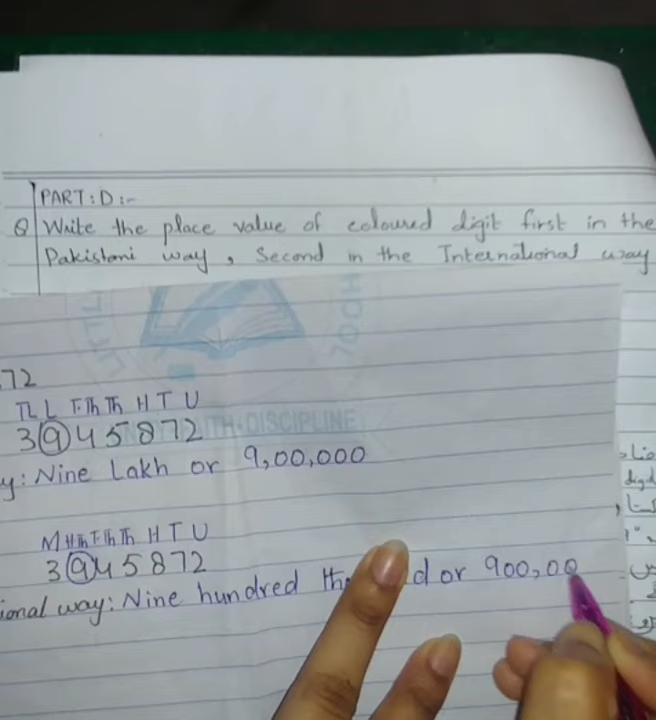 PART: D:-
Q Write the place value of coloured digit first in the
Pakistani way, Second in the International way
72
TL L T.Th Th H T U
3945872
y: Nine Lakh or 9,00,000
M H.Th T.Th Th H T U
3945872
ional way: Nine hundred or 900,00
DISCIPLINE